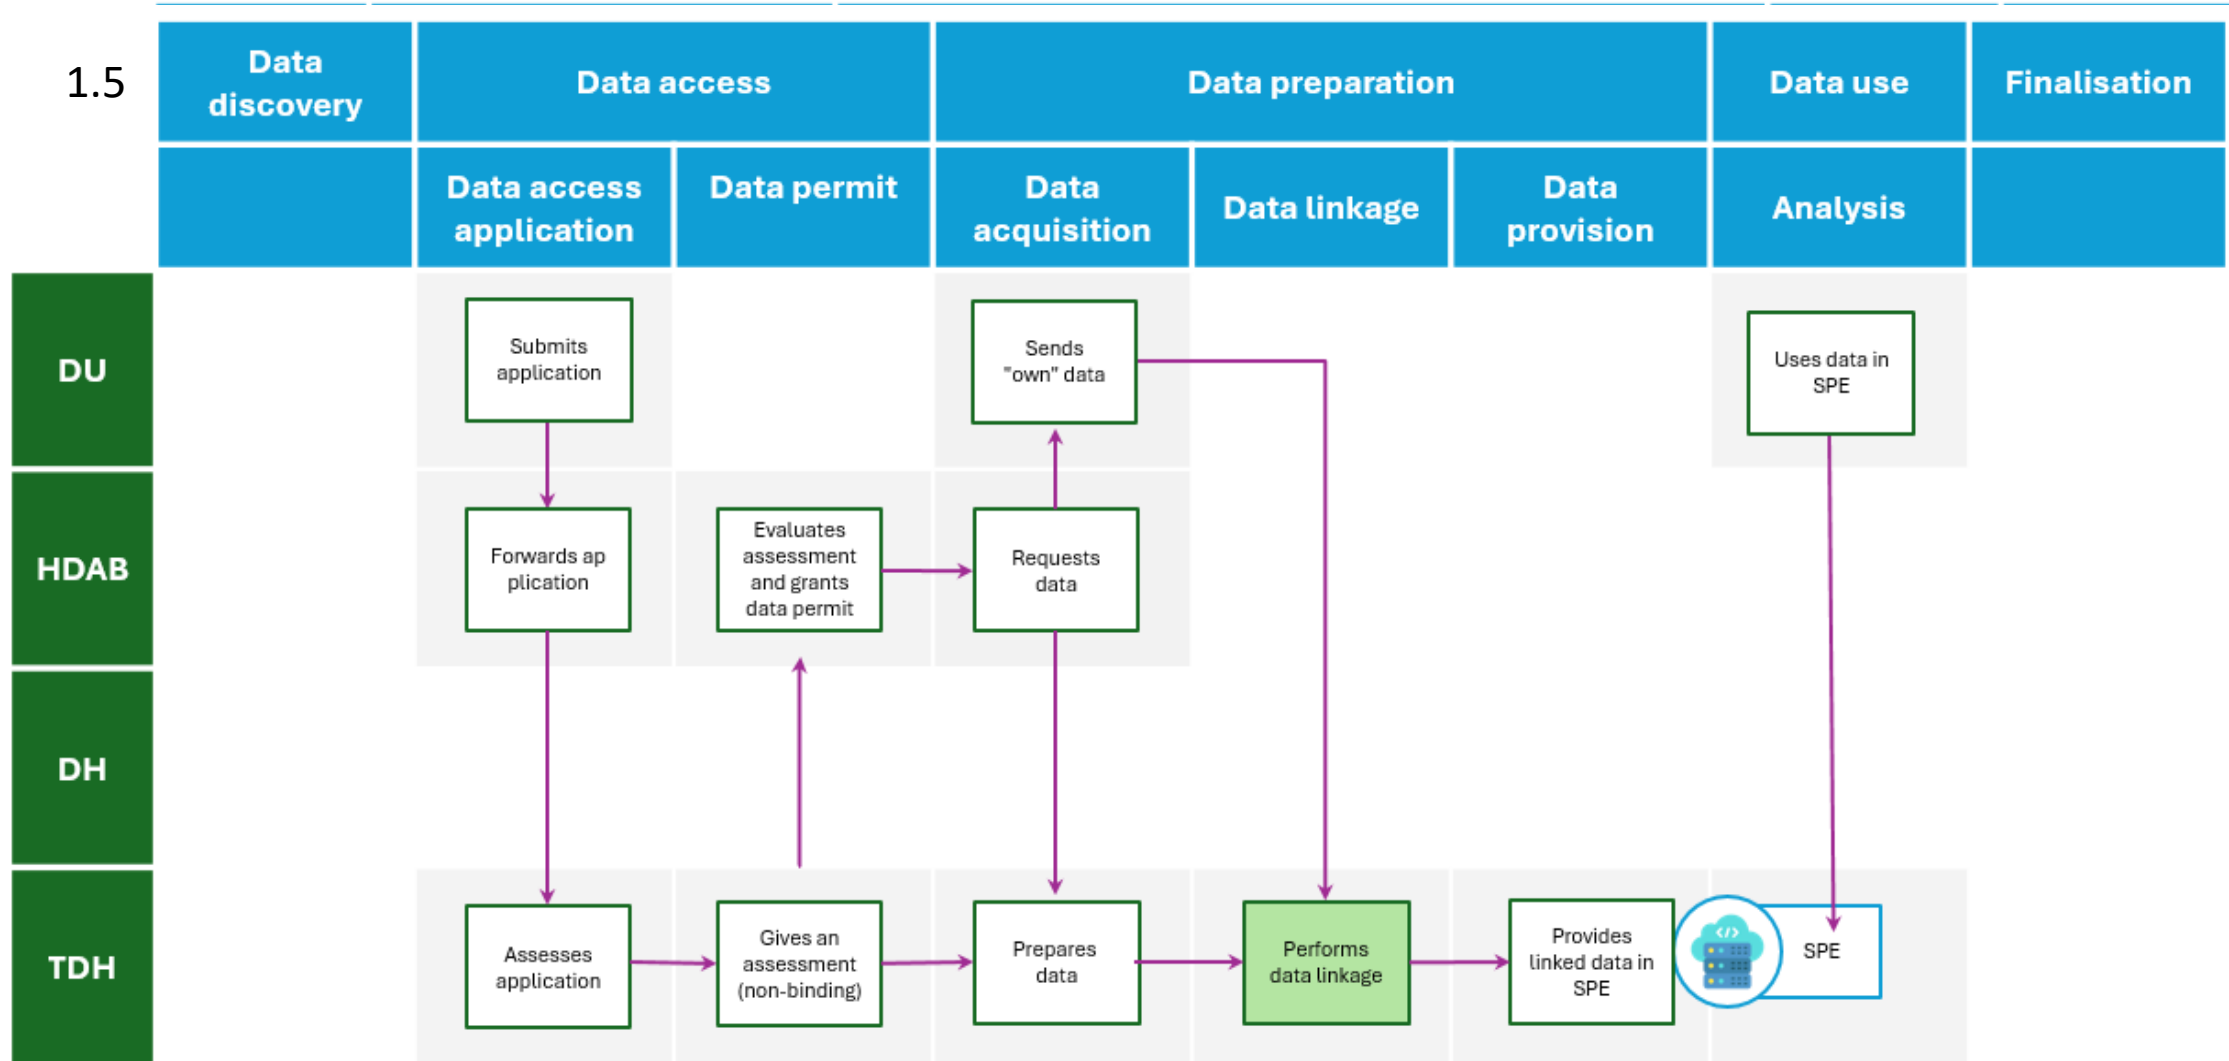 1.5
Data
discovery
Data access
Data preparation
Data use
Finalisation
Data access
application
Data permit
Data
acquisition
Data linkage
Data
provision
Analysis
DU
Submits
application
Sends
"own" data
Uses data in
SPE
HDAB
Forwards ap
plication
Evaluates
assessment
and grants
data permit
Requests
data
DH
TDH
Assesses
application
Gives an
assessment
(non-binding)
Prepares
data
Performs
data linkage
Provides
linked data in
SPE
</>
SPE